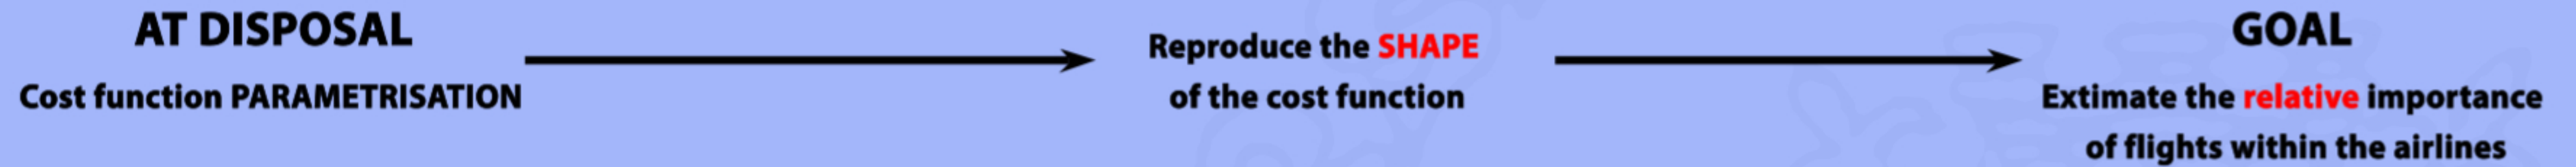 AT DISPOSAL
Cost function PARAMETRISATION
Reproduce the SHAPE
of the cost function
GOAL
Extimate the relative importance
of flights within the airlines